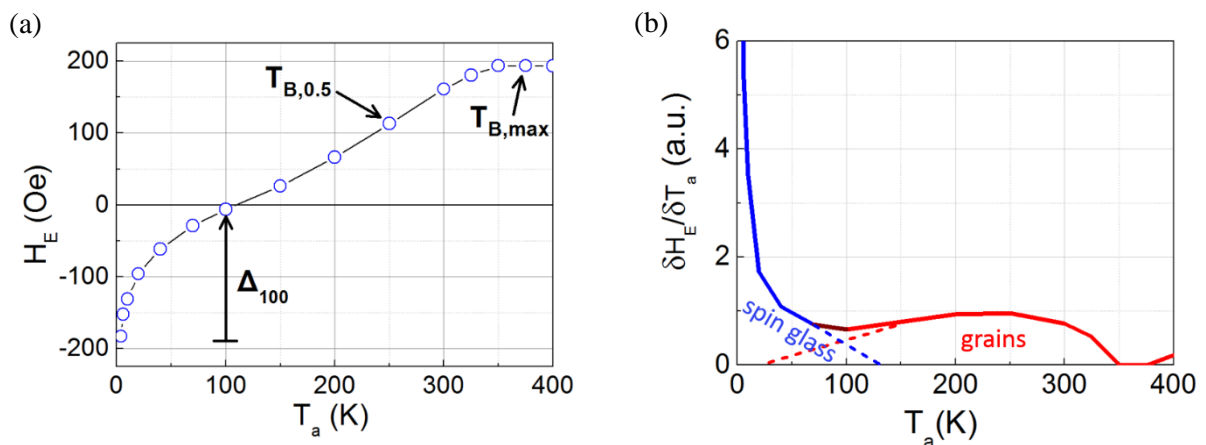 (a)
200
100
0
-100
-200
H_E (Oe)
T_B,0.5
T_B,max
Δ_100
0 100 200 300 400
T_a (K)
(b)
6
4
2
0
δH_E/δT_a (a.u.)
spin glass
grains
0 100 200 300 400
T_a(K)